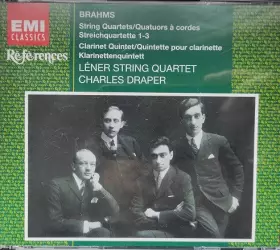 EMI
CLASSICS
Références
BRAHMS
String Quartets/Quatuors à cordes
Streichquartette 1-3
Clarinet Quintet/Quintette pour clarinette
Klarinettenquintett
LÉNER STRING QUARTET
CHARLES DRAPER